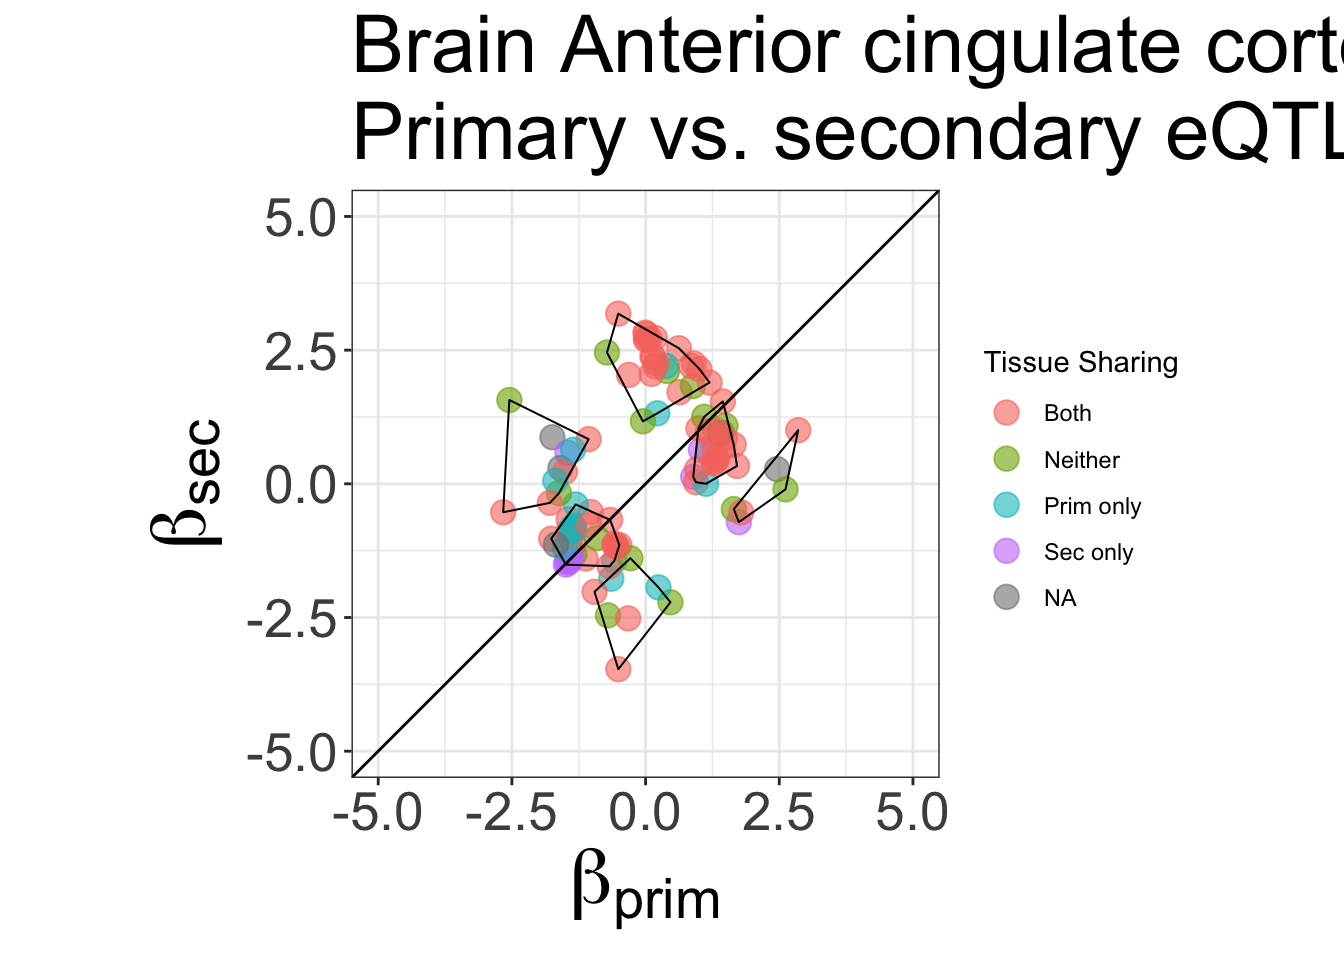 Brain Anterior cingulate corte
Primary vs. secondary eQTL
βsec
5.0
2.5
0.0
-2.5
-5.0
-5.0 -2.5 0.0 2.5 5.0
βprim
Tissue Sharing
Both
Neither
Prim only
Sec only
NA